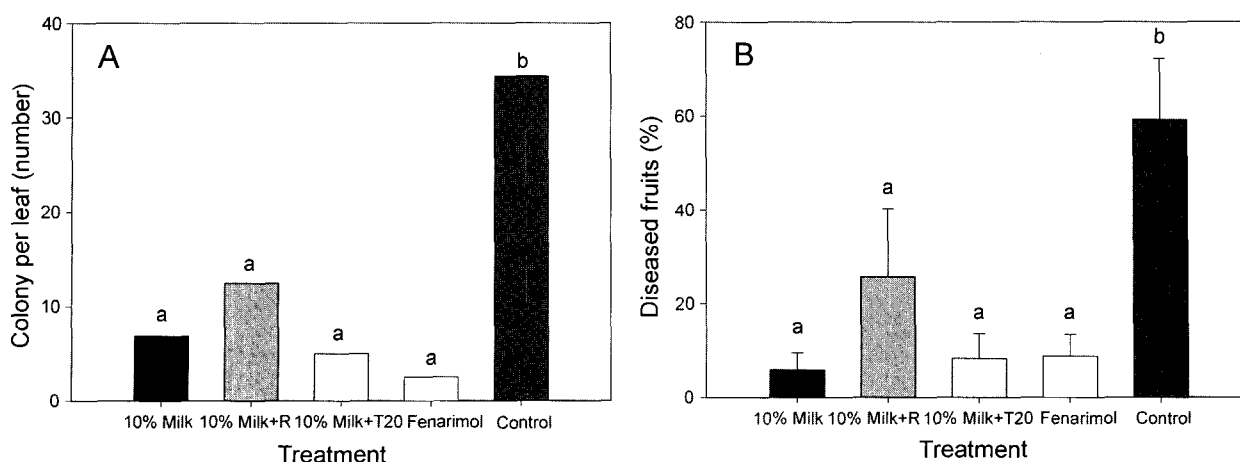 A
Colony per leaf (number)
40
30
20
10
0
a
a
a
a
b
10% Milk 10% Milk+R 10% Milk+T20 Fenarimol Control
Treatment
B
Diseased fruits (%)
80
60
40
20
0
a
a
a
a
b
10% Milk 10% Milk+R 10% Milk+T20 Fenarimol Control
Treatment